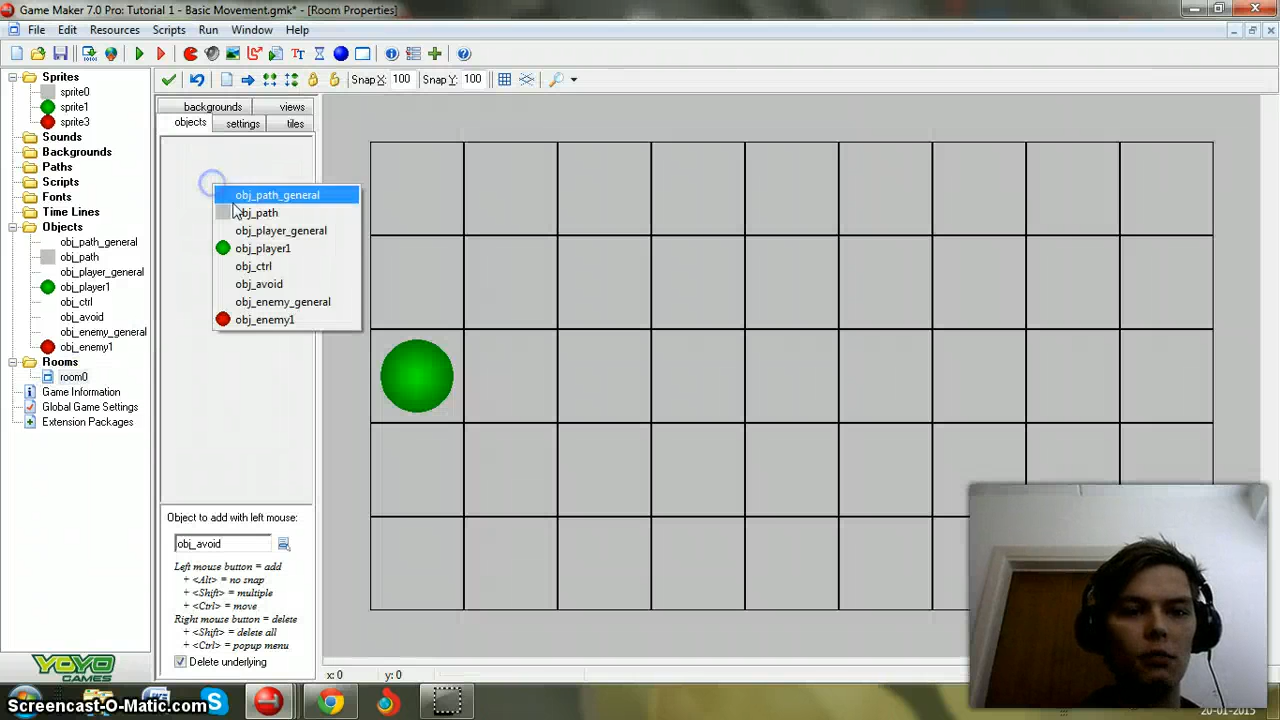 Game Maker 7.0 Pro: Tutorial 1 - Basic Movement.gmk* - [Room Properties]
File Edit Resources Scripts Run Window Help
Snap X: 100 Snap Y: 100
Sprites
sprite0
sprite1
sprite3
Sounds
Backgrounds
Paths
Scripts
Fonts
Time Lines
Objects
obj_path_general
obj_path
obj_player_general
obj_player1
obj_ctrl
obj_avoid
obj_enemy_general
obj_enemy1
Rooms
room0
Game Information
Global Game Settings
Extension Packages
YOYO
GAMES
backgrounds views
objects settings tiles
obj_path_general
obj_path
obj_player_general
obj_player1
obj_ctrl
obj_avoid
obj_enemy_general
obj_enemy1
Object to add with left mouse:
obj_avoid
Left mouse button = add
+ <Alt> = no snap
+ <Shift> = multiple
+ <Ctrl> = move
Right mouse button = delete
+ <Shift> = delete all
+ <Ctrl> = popup menu
Delete underlying
x: 0 y: 0
Screencast-O-Matic.com
20-01-2015